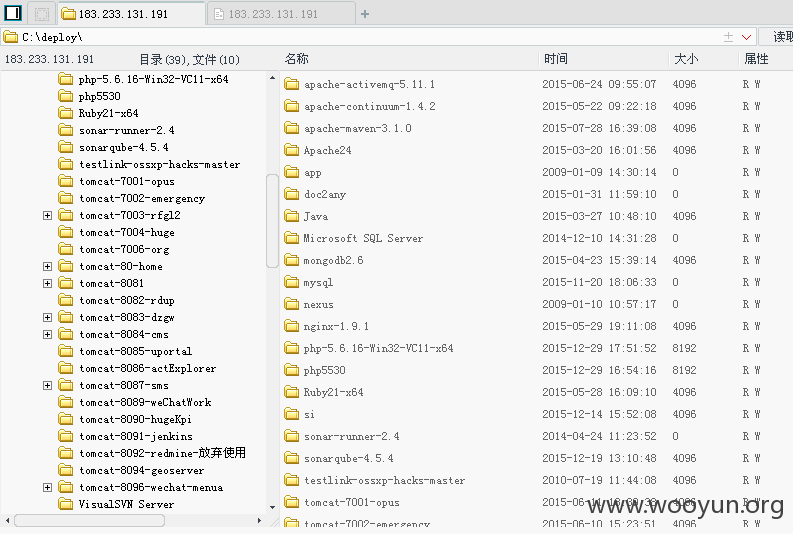 183.233.131.191 183.233.131.191
C:\deploy\ 读取
183.233.131.191 目录(39),文件(10) 名称 时间 大小 属性
php-5.6.16-Win32-VC11-x64
php5530
Ruby21-x64
sonar-runner-2.4
sonarqube-4.5.4
testlink-ossxp-hacks-master
tomcat-7001-opus
tomcat-7002-emergency
tomcat-7003-rfgl2
tomcat-7004-huge
tomcat-7006-org
tomcat-80-home
tomcat-8081
tomcat-8082-rdup
tomcat-8083-dzgw
tomcat-8084-cms
tomcat-8085-uportal
tomcat-8086-actExplorer
tomcat-8087-sms
tomcat-8089-weChatWork
tomcat-8090-hugeKpi
tomcat-8091-jenkins
tomcat-8092-redmine-放弃使用
tomcat-8094-geoserver
tomcat-8096-wechat-menua
VisualSVN Server
apache-activemq-5.11.1 2015-06-24 09:55:07 4096 R W
apache-continuum-1.4.2 2015-05-22 09:22:18 4096 R W
apache-maven-3.1.0 2015-07-28 16:39:08 4096 R W
Apache24 2015-03-20 16:01:56 4096 R W
app 2009-01-09 14:30:14 0 R W
doc2any 2015-01-31 11:59:10 0 R W
Java 2015-03-27 10:48:10 4096 R W
Microsoft SQL Server 2014-12-10 14:31:28 0 R W
mongodb2.6 2015-04-23 15:39:14 4096 R W
mysql 2015-11-20 18:06:33 0 R W
nexus 2009-01-10 10:57:17 0 R W
nginx-1.9.1 2015-05-29 19:11:08 4096 R W
php-5.6.16-Win32-VC11-x64 2015-12-29 17:51:52 8192 R W
php5530 2015-12-29 16:54:16 8192 R W
Ruby21-x64 2015-05-28 16:09:10 4096 R W
si 2015-12-14 15:52:08 4096 R W
sonar-runner-2.4 2014-04-24 11:23:52 0 R W
sonarqube-4.5.4 2015-12-19 13:10:48 4096 R W
testlink-ossxp-hacks-master 2010-07-19 11:44:08 4096 R W
tomcat-7001-opus 4096 R W
tomcat-7002-emergency 2015-06-10 15:23:51 4096 R W
www.wooyun.org